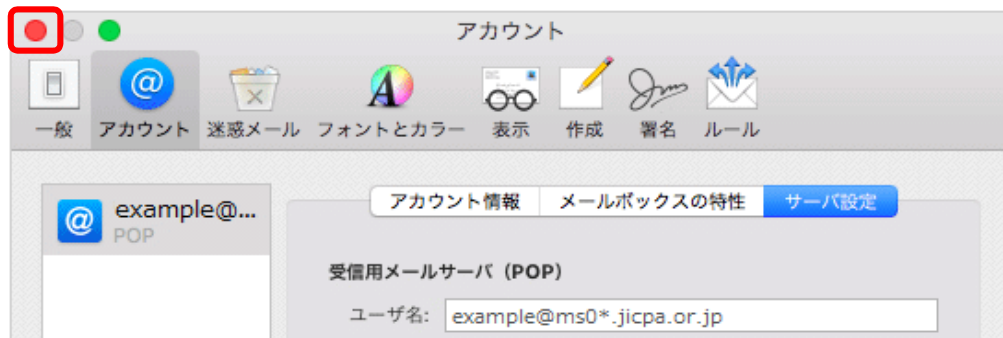 アカウント
一般 アカウント 迷惑メール フォントとカラー 表示 作成 署名 ルール
example@...
POP
アカウント情報 メールボックスの特性 サーバ設定
受信用メールサーバ（POP）
ユーザ名: example@ms0*.jicpa.or.jp